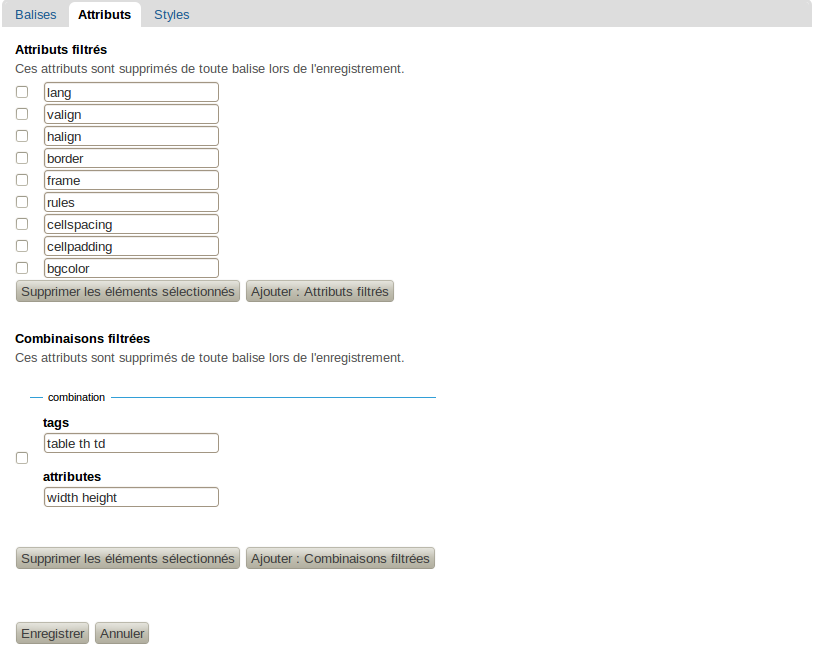 Balises Attributs Styles
Attributs filtrés
Ces attributs sont supprimés de toute balise lors de l'enregistrement.
lang
valign
halign
border
frame
rules
cellspacing
cellpadding
bgcolor
Supprimer les éléments sélectionnés Ajouter : Attributs filtrés
Combinaisons filtrées
Ces attributs sont supprimés de toute balise lors de l'enregistrement.
combination
tags
table th td
attributes
width height
Supprimer les éléments sélectionnés Ajouter : Combinaisons filtrées
Enregistrer Annuler